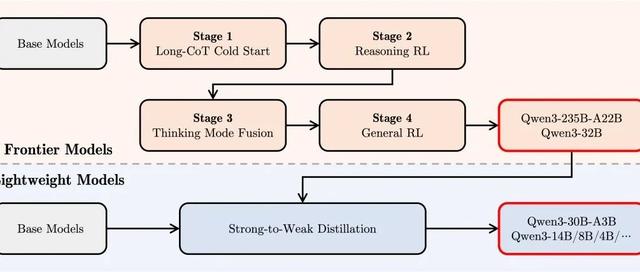 Base Models
Stage 1
Long-CoT Cold Start
Stage 2
Reasoning RL
Stage 3
Thinking Mode Fusion
Stage 4
General RL
Qwen3-235B-A22B
Qwen3-32B
Frontier Models
ightweight Models
Base Models
Strong-to-Weak Distillation
Qwen3-30B-A3B
Qwen3-14B/8B/4B/···